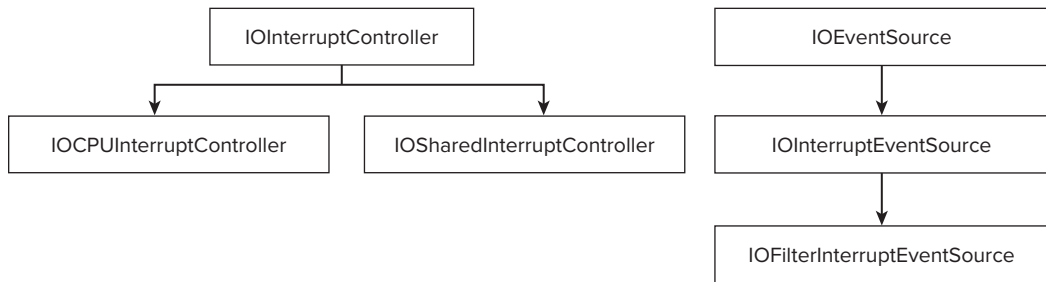 IOInterruptController
IOEventSource
IOCPUInterruptController
IOSharedInterruptController
IOInterruptEventSource
IOFilterInterruptEventSource